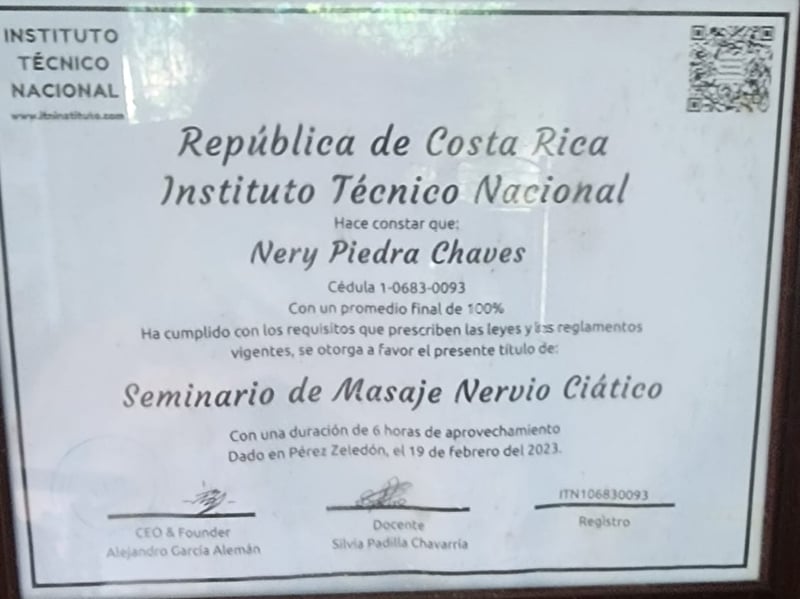 INSTITUTO
TÉCNICO
NACIONAL
www.itninstituto.com
República de Costa Rica
Instituto Técnico Nacional
Hace constar que:
Nery Piedra Chaves
Cédula 1-0683-0093
Con un promedio final de 100%
Ha cumplido con los requisitos que prescriben las leyes y los reglamentos
vigentes, se otorga a favor el presente título de:
Seminario de Masaje Nervio Ciático
Con una duración de 6 horas de aprovechamiento
Dado en Pérez Zeledón, el 19 de febrero del 2023.
CEO & Founder
Alejandro García Alemán
Docente
Silvia Padilla Chavarría
ITN106830093
Registro